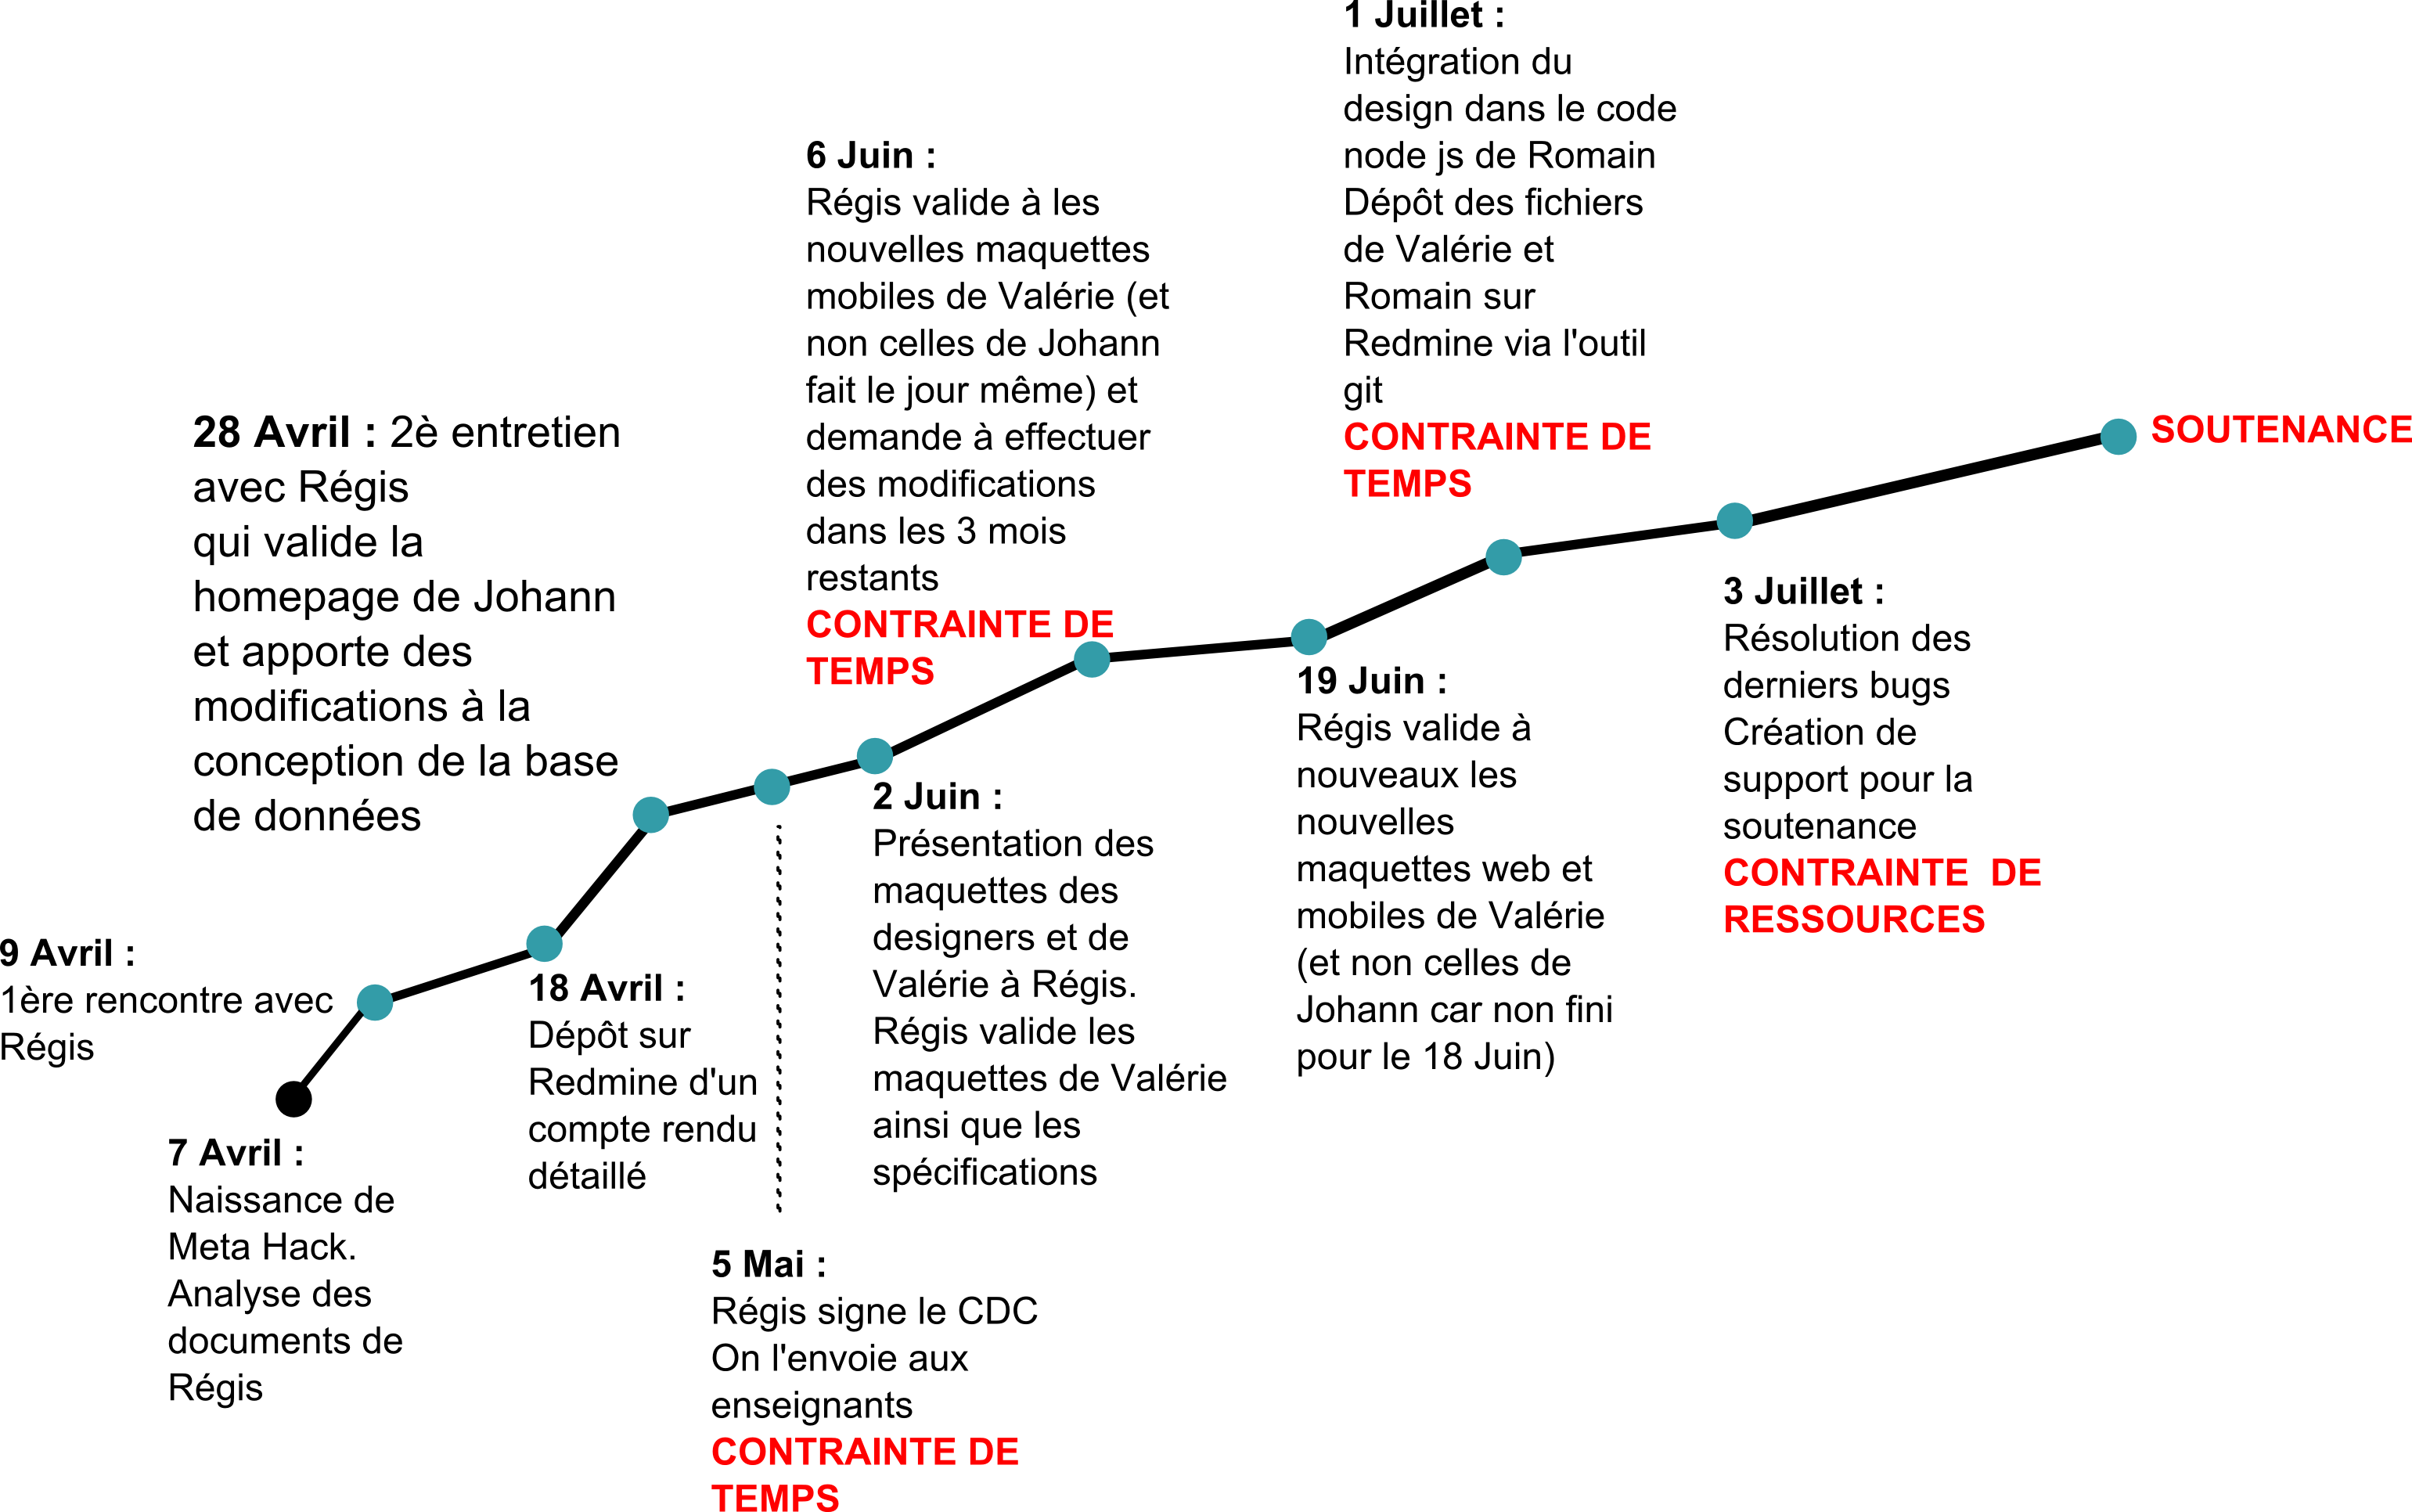 7 Avril :
Naissance de
Meta Hack.
Analyse des
documents de
Régis
9 Avril :
1ère rencontre avec
Régis
18 Avril :
Dépôt sur
Redmine d'un
compte rendu
détaillé
28 Avril : 2è entretien
avec Régis
qui valide la
homepage de Johann
et apporte des
modifications à la
conception de la base
de données
5 Mai :
Régis signe le CDC
On l'envoie aux
enseignants
CONTRAINTE DE
TEMPS
2 Juin :
Présentation des
maquettes des
designers et de
Valérie à Régis.
Régis valide les
maquettes de Valérie
ainsi que les
spécifications
6 Juin :
Régis valide à les
nouvelles maquettes
mobiles de Valérie (et
non celles de Johann
fait le jour même) et
demande à effectuer
des modifications
dans les 3 mois
restants
CONTRAINTE DE
TEMPS
19 Juin :
Régis valide à
nouveaux les
nouvelles
maquettes web et
mobiles de Valérie
(et non celles de
Johann car non fini
pour le 18 Juin)
1 Juillet :
Intégration du
design dans le code
node js de Romain
Dépôt des fichiers
de Valérie et
Romain sur
Redmine via l'outil
git
CONTRAINTE DE
TEMPS
3 Juillet :
Résolution des
derniers bugs
Création de
support pour la
soutenance
CONTRAINTE  DE
RESSOURCES
SOUTENANCE